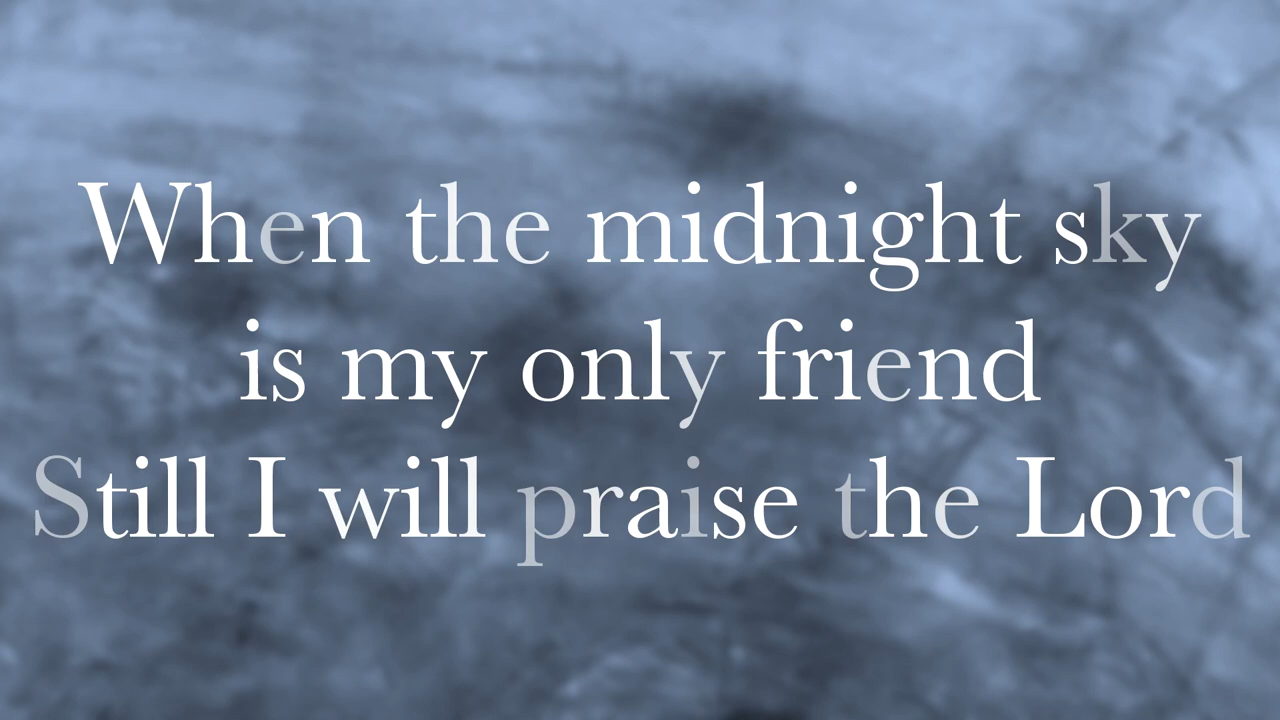 When the midnight sky
is my only friend
Still I will praise the Lord